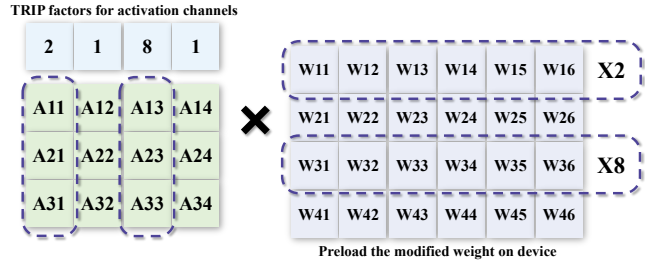 TRIP factors for activation channels
2 1 8 1
A11 A12 A13 A14
A21 A22 A23 A24
A31 A32 A33 A34
×
W11 W12 W13 W14 W15 W16 X2
W21 W22 W23 W24 W25 W26
W31 W32 W33 W34 W35 W36 X8
W41 W42 W43 W44 W45 W46
Preload the modified weight on device